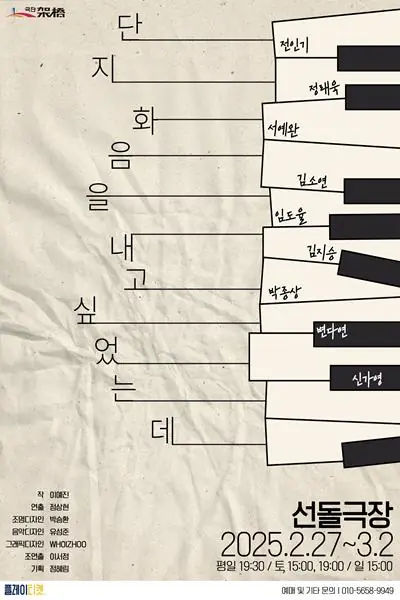 극단 架橋
단
지
화
음
을
내
고
싶
었
는
데
전인기
정태욱
서예완
김소연
임도율
김지승
박종상
변다연
신가영
작 이예진
연출 정상현
조명디자인 박승환
음악디자인 유성준
그래픽디자인 WHOIZHOO
조연출 이서정
기획 정혜림
선돌극장
2025.2.27~3.2
평일 19:30 / 토 15:00, 19:00 / 일 15:00
플레이티켓
예매 및 기타 문의 | 010-5658-9949